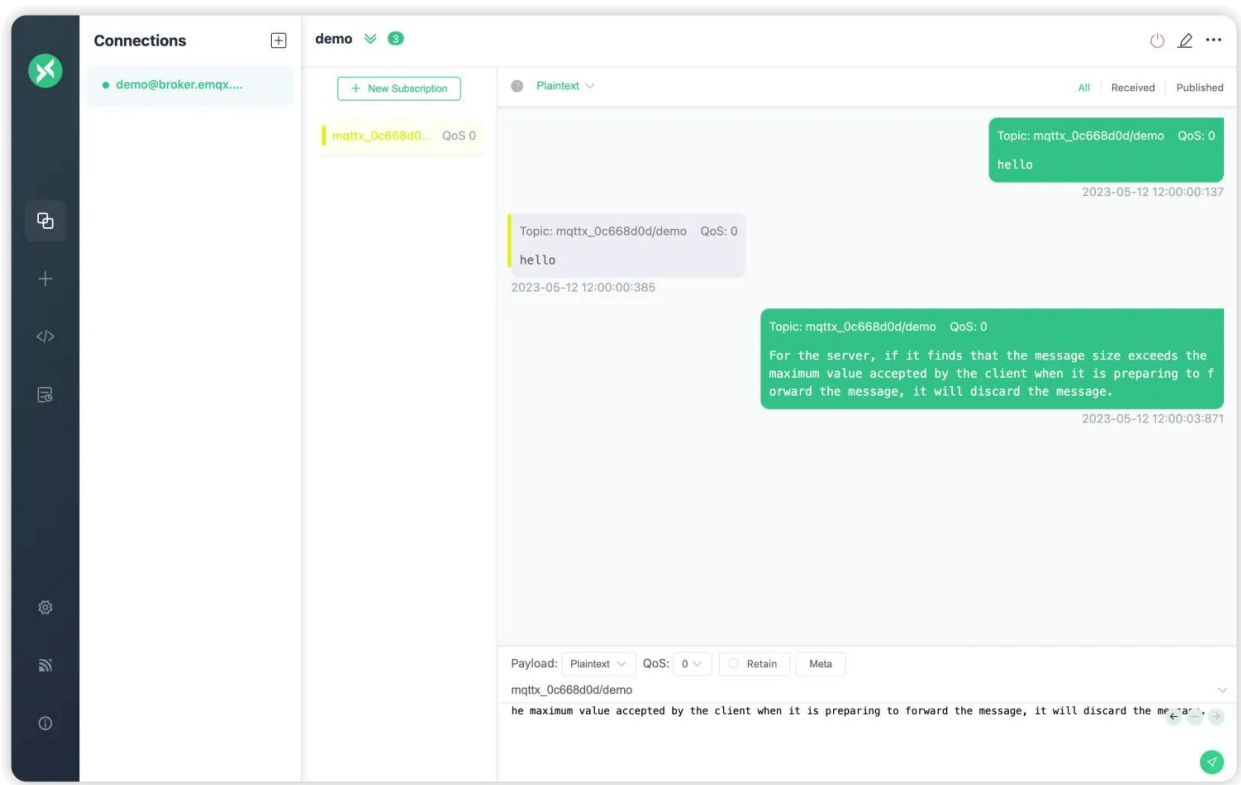 Connections
demo 3
demo@broker.emqx....
+ New Subscription
Plaintext
All Received Published
mqttx_0c668d0... QoS 0
Topic: mqttx_0c668d0d/demo QoS: 0
hello
2023-05-12 12:00:00:137
Topic: mqttx_0c668d0d/demo QoS: 0
hello
2023-05-12 12:00:00:385
Topic: mqttx_0c668d0d/demo QoS: 0
For the server, if it finds that the message size exceeds the
maximum value accepted by the client when it is preparing to f
orward the message, it will discard the message.
2023-05-12 12:00:03:871
Payload: Plaintext QoS: 0 Retain Meta
mqttx_0c668d0d/demo
he maximum value accepted by the client when it is preparing to forward the message, it will discard the message.